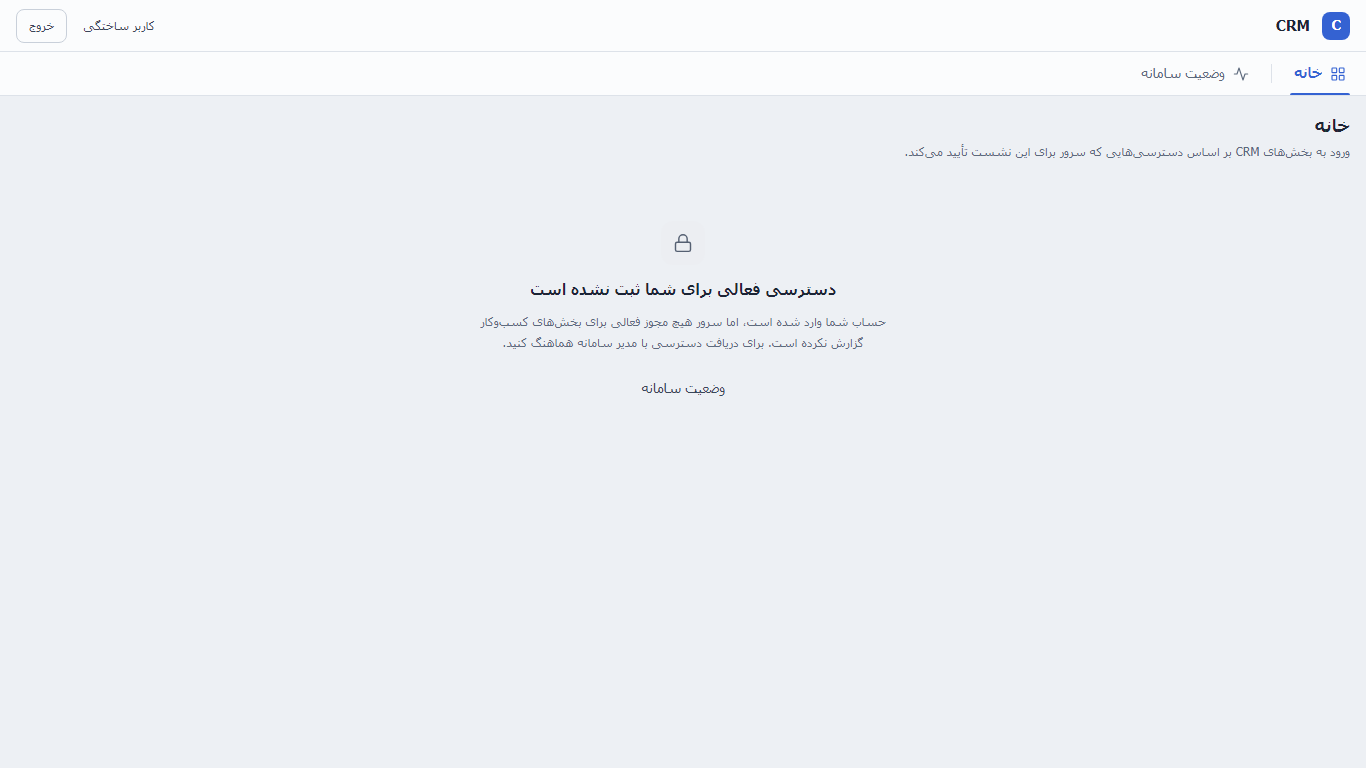 C
CRM
کاربر ساختگی
خروج
خانه
وضعیت سامانه
خانه
ورود به بخش‌های CRM بر اساس دسترسی‌هایی که سرور برای این نشست تأیید می‌کند.
دسترسی فعالی برای شما ثبت نشده است
حساب شما وارد شده است، اما سرور هیچ مجوز فعالی برای بخش‌های کسب‌وکار
گزارش نکرده است. برای دریافت دسترسی با مدیر سامانه هماهنگ کنید.
وضعیت سامانه